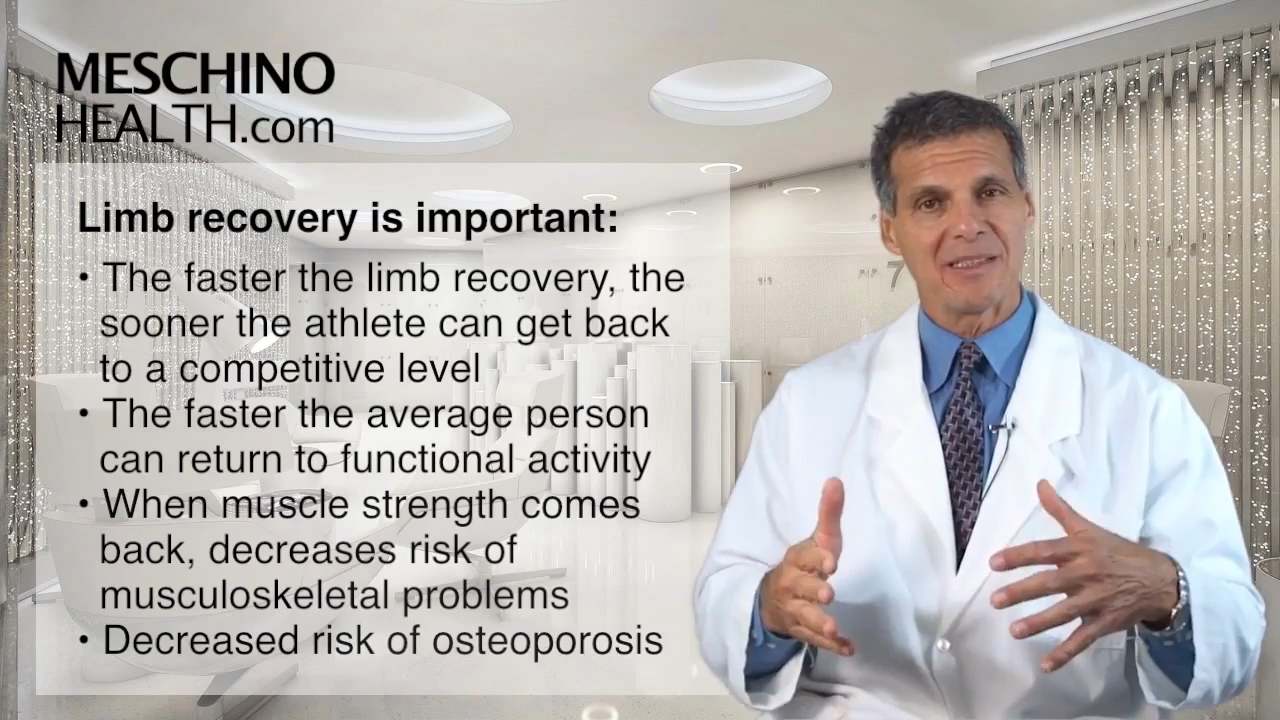 MESCHINO
HEALTH.com
Limb recovery is important:
• The faster the limb recovery, the
sooner the athlete can get back
to a competitive level
• The faster the average person
can return to functional activity
• When muscle strength comes
back, decreases risk of
musculoskeletal problems
• Decreased risk of osteoporosis
7